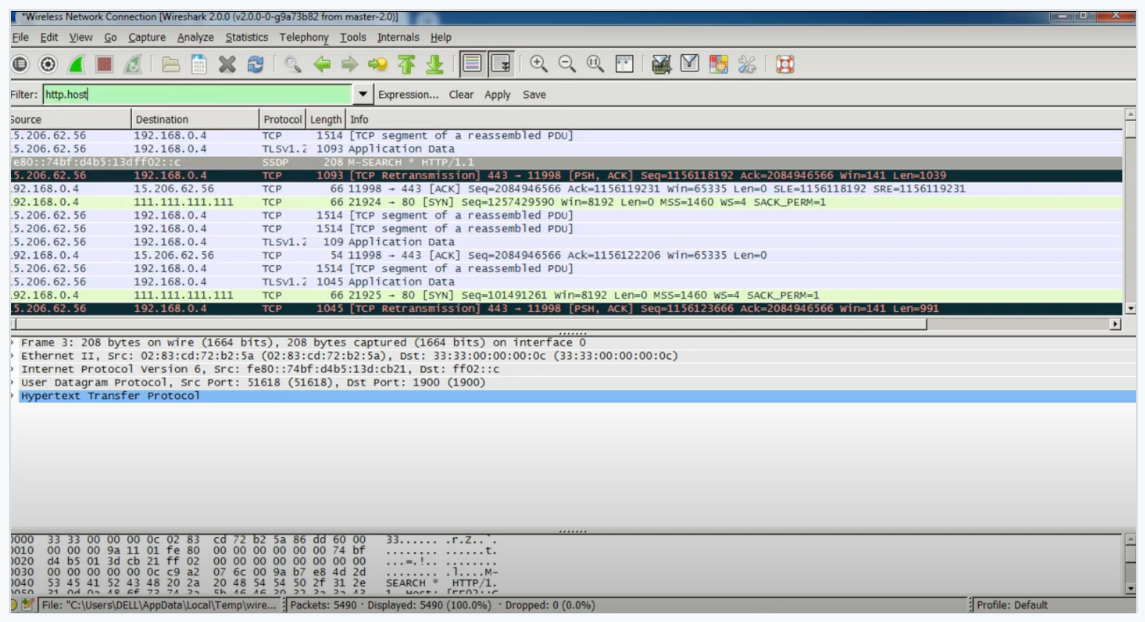 *Wireless Network Connection [Wireshark 2.0.0 (v2.0.0-0-g9a73b82 from master-2.0)]
File Edit View Go Capture Analyze Statistics Telephony Tools Internals Help
Filter: http.host Expression... Clear Apply Save
Source Destination Protocol Length Info
5.206.62.56 192.168.0.4 TCP 1514 [TCP segment of a reassembled PDU]
5.206.62.56 192.168.0.4 TLSv1.2 1093 Application Data
e80::74bf:d4b5:13d ff02::c SSDP 208 M-SEARCH * HTTP/1.1
5.206.62.56 192.168.0.4 TCP 1093 [TCP Retransmission] 443 → 11998 [PSH, ACK] Seq=1156118192 Ack=2084946566 Win=141 Len=1039
92.168.0.4 15.206.62.56 TCP 66 11998 → 443 [ACK] Seq=2084946566 Ack=1156119231 Win=65335 Len=0 SLE=1156118192 SRE=1156119231
92.168.0.4 111.111.111.111 TCP 66 21924 → 80 [SYN] Seq=1257429590 Win=8192 Len=0 MSS=1460 WS=4 SACK_PERM=1
5.206.62.56 192.168.0.4 TCP 1514 [TCP segment of a reassembled PDU]
5.206.62.56 192.168.0.4 TCP 1514 [TCP segment of a reassembled PDU]
5.206.62.56 192.168.0.4 TLSv1.2 109 Application Data
92.168.0.4 15.206.62.56 TCP 54 11998 → 443 [ACK] Seq=2084946566 Ack=1156122206 Win=65335 Len=0
5.206.62.56 192.168.0.4 TCP 1514 [TCP segment of a reassembled PDU]
5.206.62.56 192.168.0.4 TLSv1.2 1045 Application Data
92.168.0.4 111.111.111.111 TCP 66 21925 → 80 [SYN] Seq=101491261 Win=8192 Len=0 MSS=1460 WS=4 SACK_PERM=1
5.206.62.56 192.168.0.4 TCP 1045 [TCP Retransmission] 443 → 11998 [PSH, ACK] Seq=1156123666 Ack=2084946566 Win=141 Len=991
Frame 3: 208 bytes on wire (1664 bits), 208 bytes captured (1664 bits) on interface 0
Ethernet II, Src: 02:83:cd:72:b2:5a (02:83:cd:72:b2:5a), Dst: 33:33:00:00:00:0c (33:33:00:00:00:0c)
Internet Protocol Version 6, Src: fe80::74bf:d4b5:13d:cb21, Dst: ff02::c
User Datagram Protocol, Src Port: 51618 (51618), Dst Port: 1900 (1900)
Hypertext Transfer Protocol
0000 33 33 00 00 00 0c 02 83 cd 72 b2 5a 86 dd 60 00 33...... .r.Z..`.
0010 00 00 00 9a 11 01 fe 80 00 00 00 00 00 00 74 bf ........ ......t.
0020 d4 b5 01 3d cb 21 ff 02 00 00 00 00 00 00 00 00 ...=.!.. ........
0030 00 00 00 00 00 0c c9 a2 07 6c 00 9a b7 e8 4d 2d ........ .l....M-
0040 53 45 41 52 43 48 20 2a 20 48 54 54 50 2f 31 2e SEARCH * HTTP/1.
File: "C:\Users\DELL\AppData\Local\Temp\wire... Packets: 5490 · Displayed: 5490 (100.0%) · Dropped: 0 (0.0%) Profile: Default